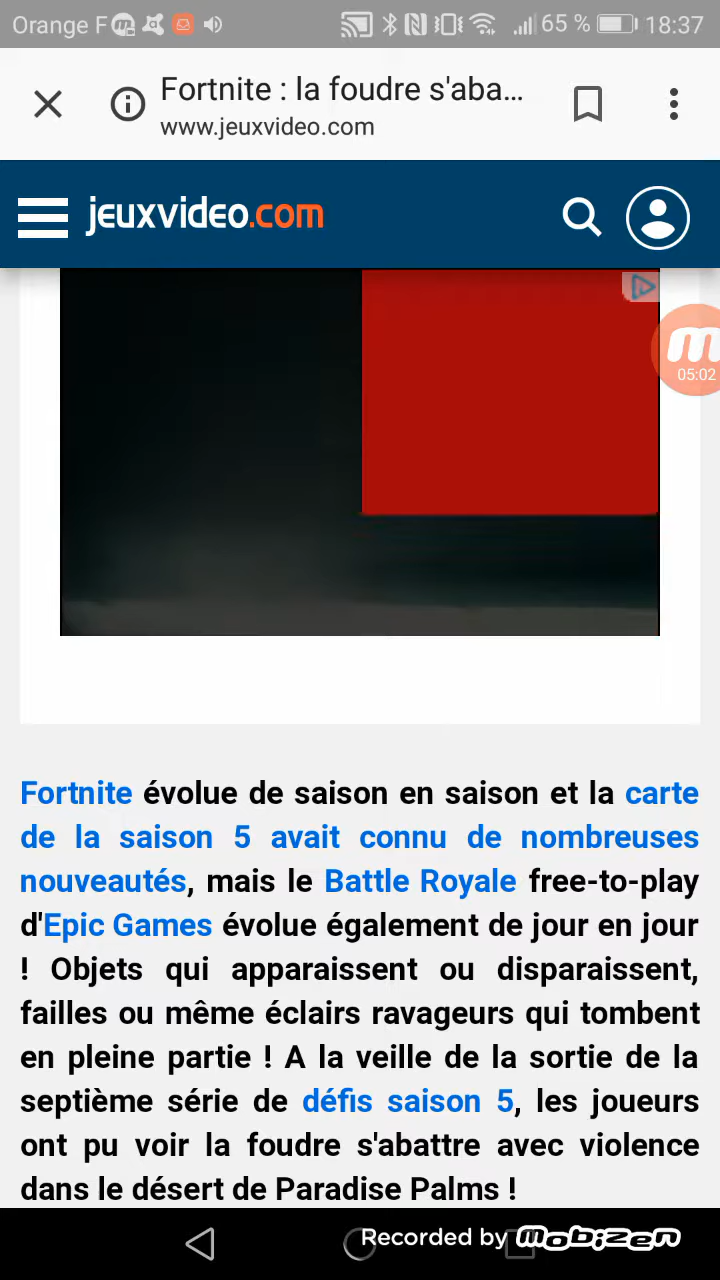 Orange F 65 % 18:37
Fortnite : la foudre s'aba...
www.jeuxvideo.com
jeuxvideo.com
05:02
Fortnite évolue de saison en saison et la carte
de la saison 5 avait connu de nombreuses
nouveautés, mais le Battle Royale free-to-play
d'Epic Games évolue également de jour en jour
! Objets qui apparaissent ou disparaissent,
failles ou même éclairs ravageurs qui tombent
en pleine partie ! A la veille de la sortie de la
septième série de défis saison 5, les joueurs
ont pu voir la foudre s'abattre avec violence
dans le désert de Paradise Palms !
Recorded by mobizen